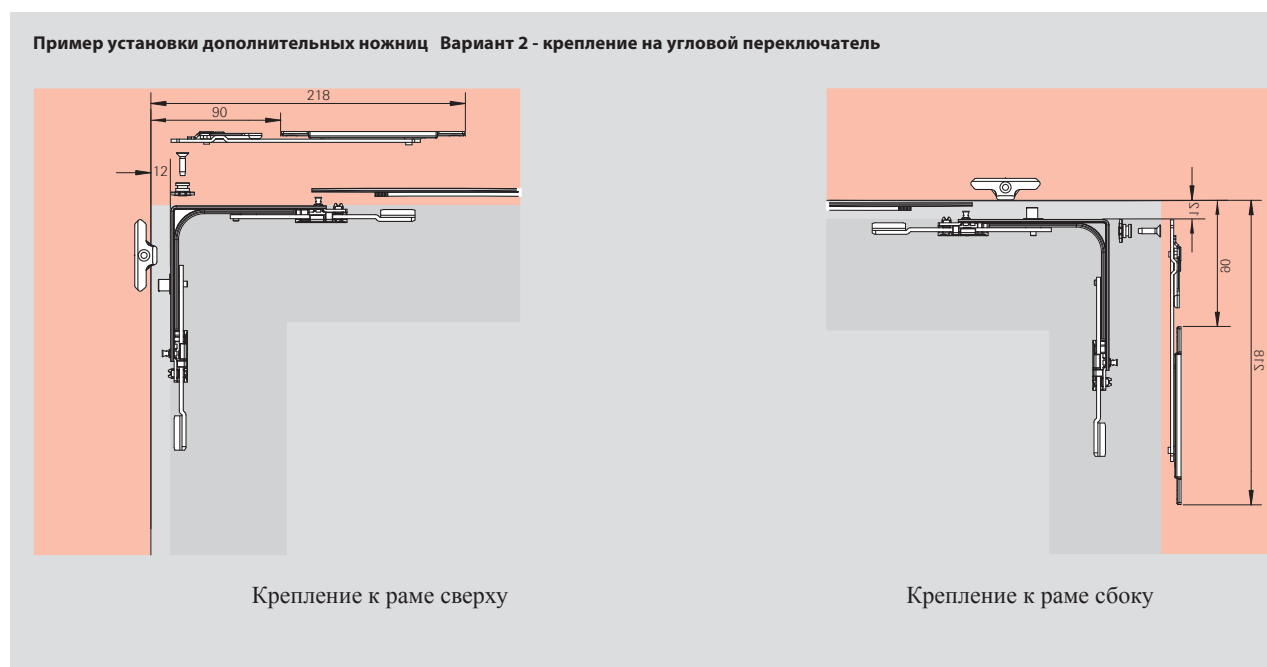 Пример установки дополнительных ножниц Вариант 2 - крепление на угловой переключатель
218
90
12
12
90
218
Крепление к раме сверху
Крепление к раме сбоку